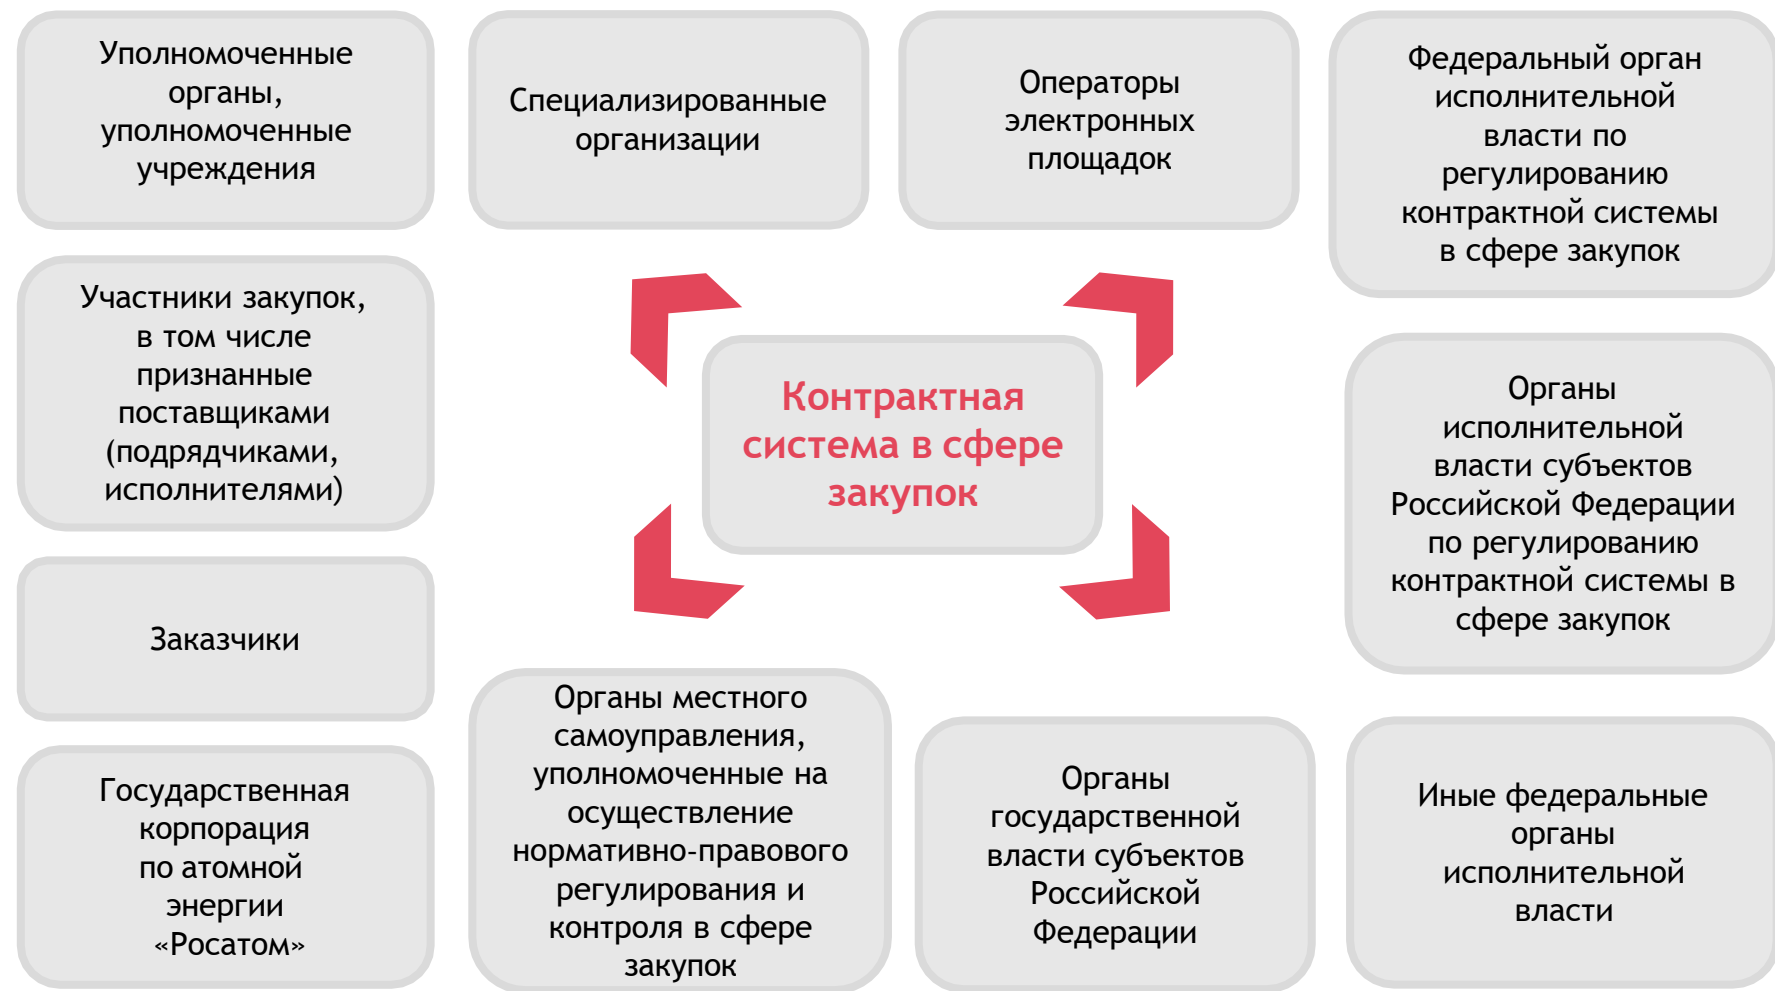 Уполномоченные
органы,
уполномоченные
учреждения
Специализированные
организации
Операторы
электронных
площадок
Федеральный орган
исполнительной
власти по
регулированию
контрактной системы
в сфере закупок
Участники закупок,
в том числе
признанные
поставщиками
(подрядчиками,
исполнителями)
Контрактная
система в сфере
закупок
Органы
исполнительной
власти субъектов
Российской Федерации
по регулированию
контрактной системы в
сфере закупок
Заказчики
Государственная
корпорация
по атомной
энергии
«Росатом»
Органы местного
самоуправления,
уполномоченные на
осуществление
нормативно-правового
регулирования и
контроля в сфере
закупок
Органы
государственной
власти субъектов
Российской
Федерации
Иные федеральные
органы
исполнительной
власти